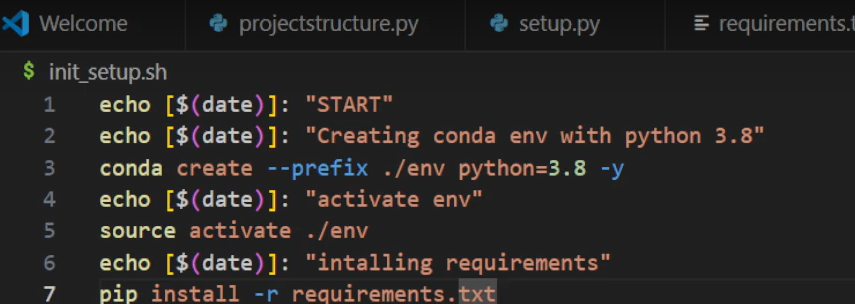 Welcome projectstructure.py setup.py requirements.t
$ init_setup.sh
1 echo [$(date)]: "START"
2 echo [$(date)]: "Creating conda env with python 3.8"
3 conda create --prefix ./env python=3.8 -y
4 echo [$(date)]: "activate env"
5 source activate ./env
6 echo [$(date)]: "intalling requirements"
7 pip install -r requirements.txt